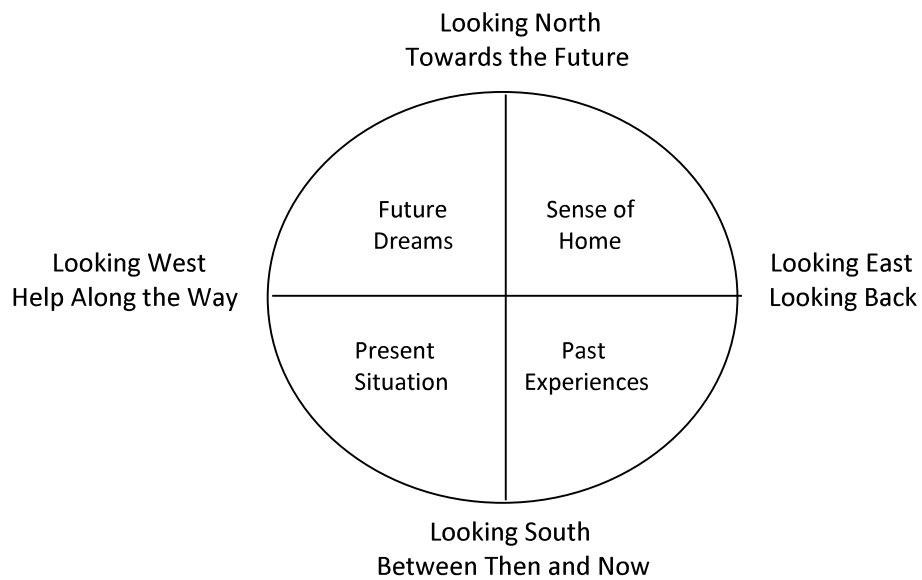 Looking North
Towards the Future
Future
Dreams
Sense of
Home
Looking West
Help Along the Way
Looking East
Looking Back
Present
Situation
Past
Experiences
Looking South
Between Then and Now